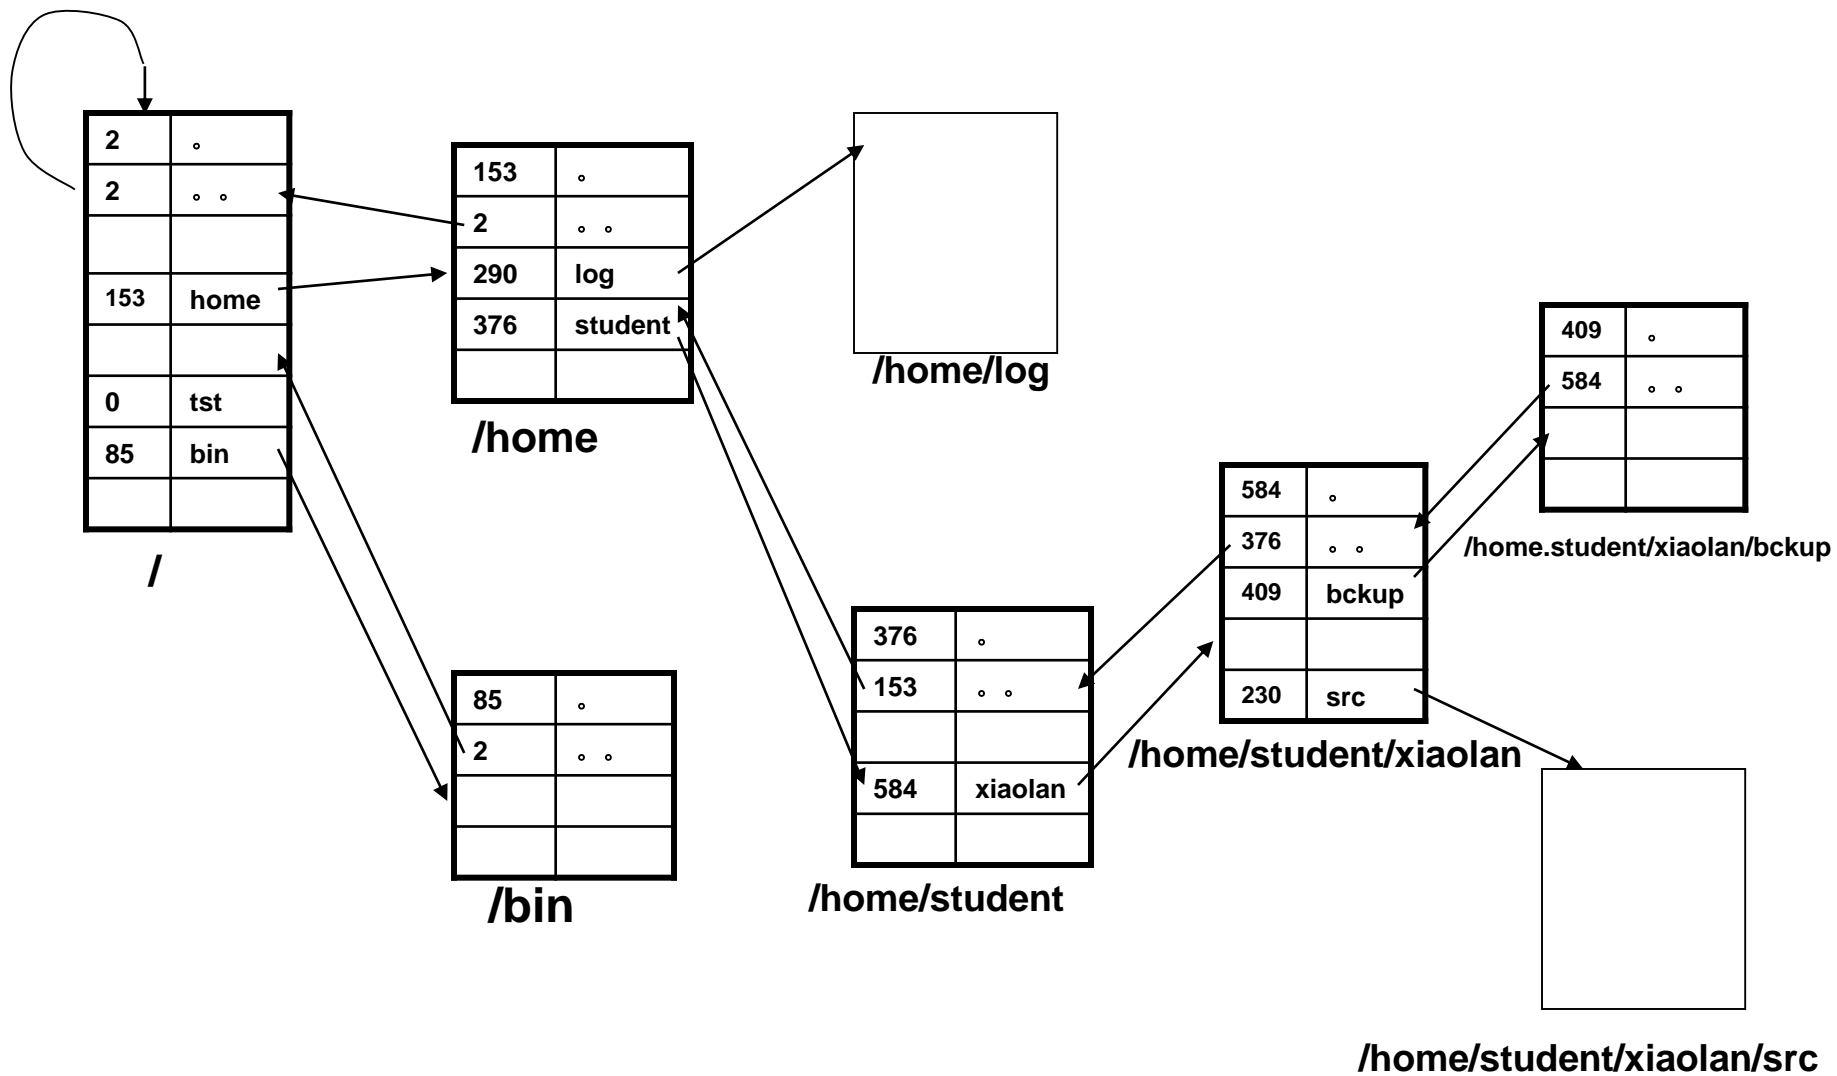 2 。
2 。。
153 home
0 tst
85 bin
/
153 。
2 。。
290 log
376 student
/home
/home/log
85 。
2 。。
/bin
376 。
153 。。
584 xiaolan
/home/student
584 。
376 。。
409 bckup
230 src
/home/student/xiaolan
409 。
584 。。
/home.student/xiaolan/bckup
/home/student/xiaolan/src